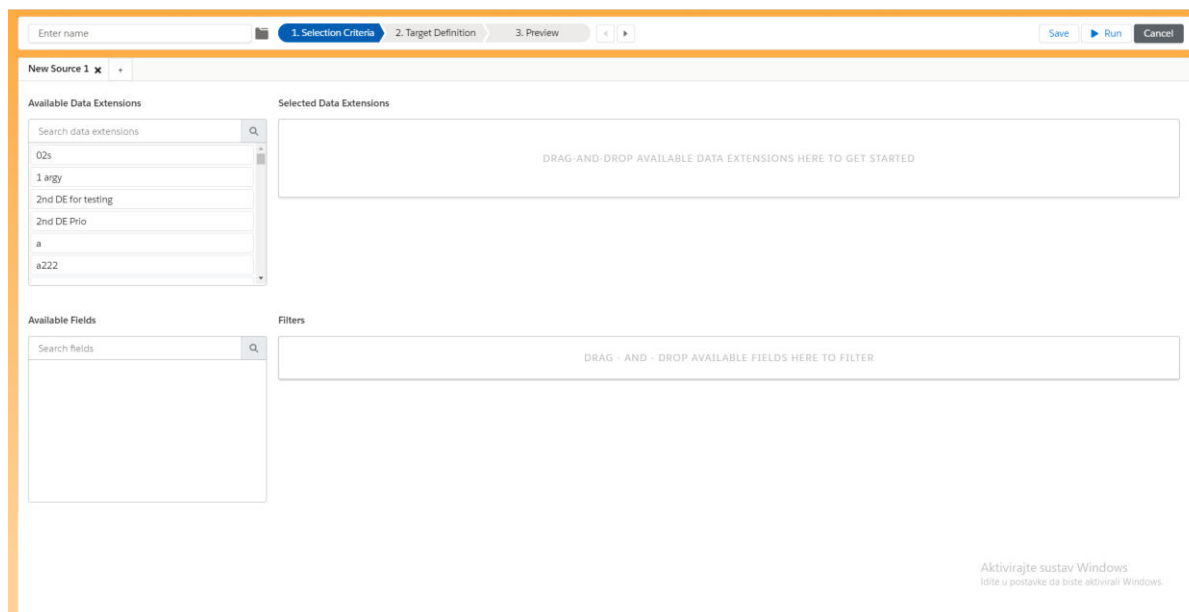 Enter name
1. Selection Criteria
2. Target Definition
3. Preview
Save
Run
Cancel
New Source 1 x
+
Available Data Extensions
Selected Data Extensions
Search data extensions
DRAG-AND-DROP AVAILABLE DATA EXTENSIONS HERE TO GET STARTED
02s
1 argy
2nd DE for testing
2nd DE Prio
a
a222
Available Fields
Filters
Search fields
DRAG - AND - DROP AVAILABLE FIELDS HERE TO FILTER
Aktivirajte sustav Windows
Idite u postavke da biste aktivirali Windows.